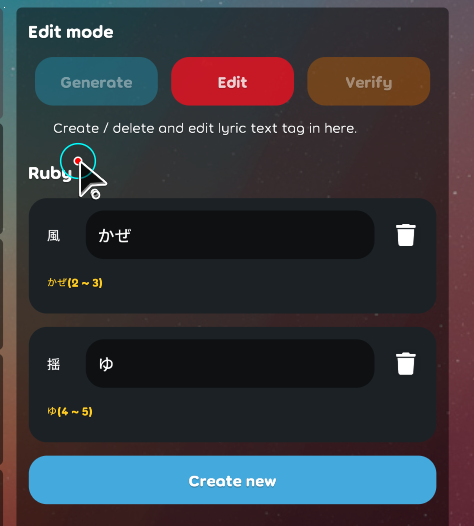 Edit mode
Generate
Edit
Verify
Create / delete and edit lyric text tag in here.
Ruby
風
かぜ
かぜ(2 ~ 3)
揺
ゆ
ゆ(4 ~ 5)
Create new